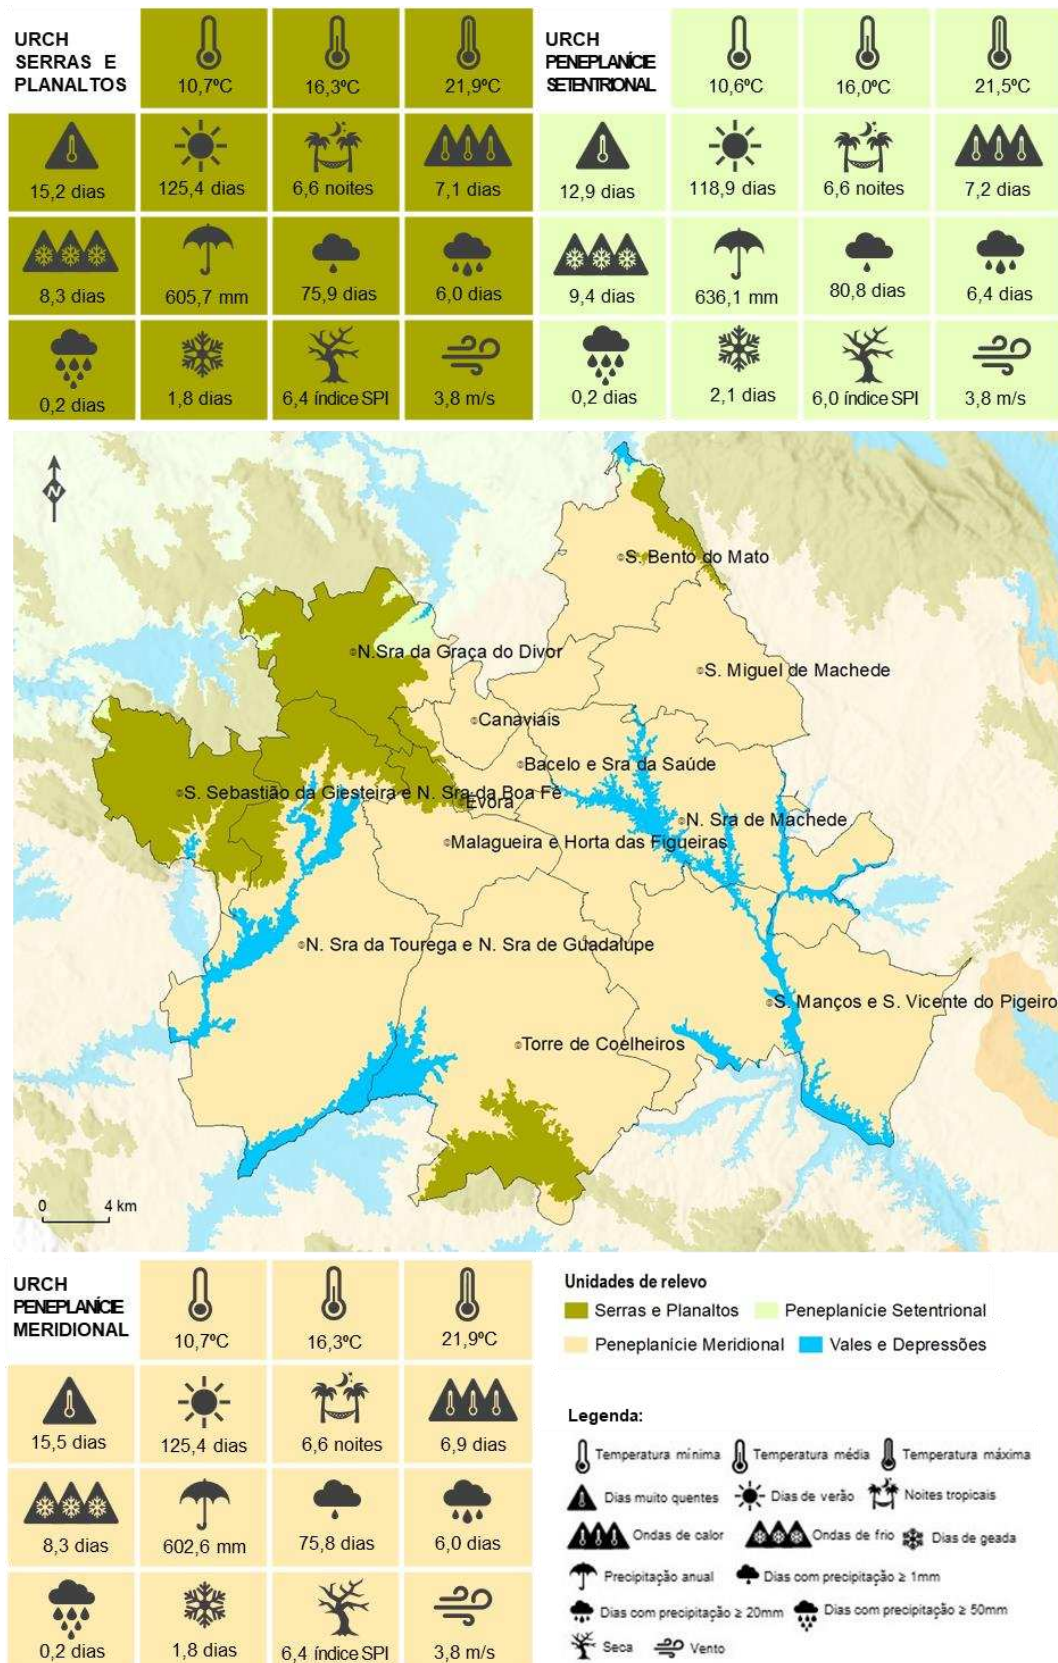 URCH
SERRAS E
PLANALTOS
10,7ºC
16,3ºC
21,9ºC
15,2 dias
125,4 dias
6,6 noites
7,1 dias
8,3 dias
605,7 mm
75,9 dias
6,0 dias
0,2 dias
1,8 dias
6,4 índice SPI
3,8 m/s
URCH
PENEPLANÍCIE
SETENTRIONAL
10,6ºC
16,0ºC
21,5ºC
12,9 dias
118,9 dias
6,6 noites
7,2 dias
9,4 dias
636,1 mm
80,8 dias
6,4 dias
0,2 dias
2,1 dias
6,0 índice SPI
3,8 m/s
N
S. Bento do Mato
N.Sra da Graça do Divor
S. Miguel de Machede
Canaviais
Bacelo e Sra da Saúde
S. Sebastião da Giesteira e N. Sra da Boa Fé
Évora
N. Sra de Machede
Malagueira e Horta das Figueiras
N. Sra da Tourega e N. Sra de Guadalupe
S. Manços e S. Vicente do Pigeiro
Torre de Coelheiros
0 4 km
URCH
PENEPLANÍCIE
MERIDIONAL
10,7ºC
16,3ºC
21,9ºC
15,5 dias
125,4 dias
6,6 noites
6,9 dias
8,3 dias
602,6 mm
75,8 dias
6,0 dias
0,2 dias
1,8 dias
6,4 índice SPI
3,8 m/s
Unidades de relevo
Serras e Planaltos
Peneplanície Setentrional
Peneplanície Meridional
Vales e Depressões
Legenda:
Temperatura mínima
Temperatura média
Temperatura máxima
Dias muito quentes
Dias de verão
Noites tropicais
Ondas de calor
Ondas de frio
Dias de geada
Precipitação anual
Dias com precipitação ≥ 1mm
Dias com precipitação ≥ 20mm
Dias com precipitação ≥ 50mm
Seca
Vento